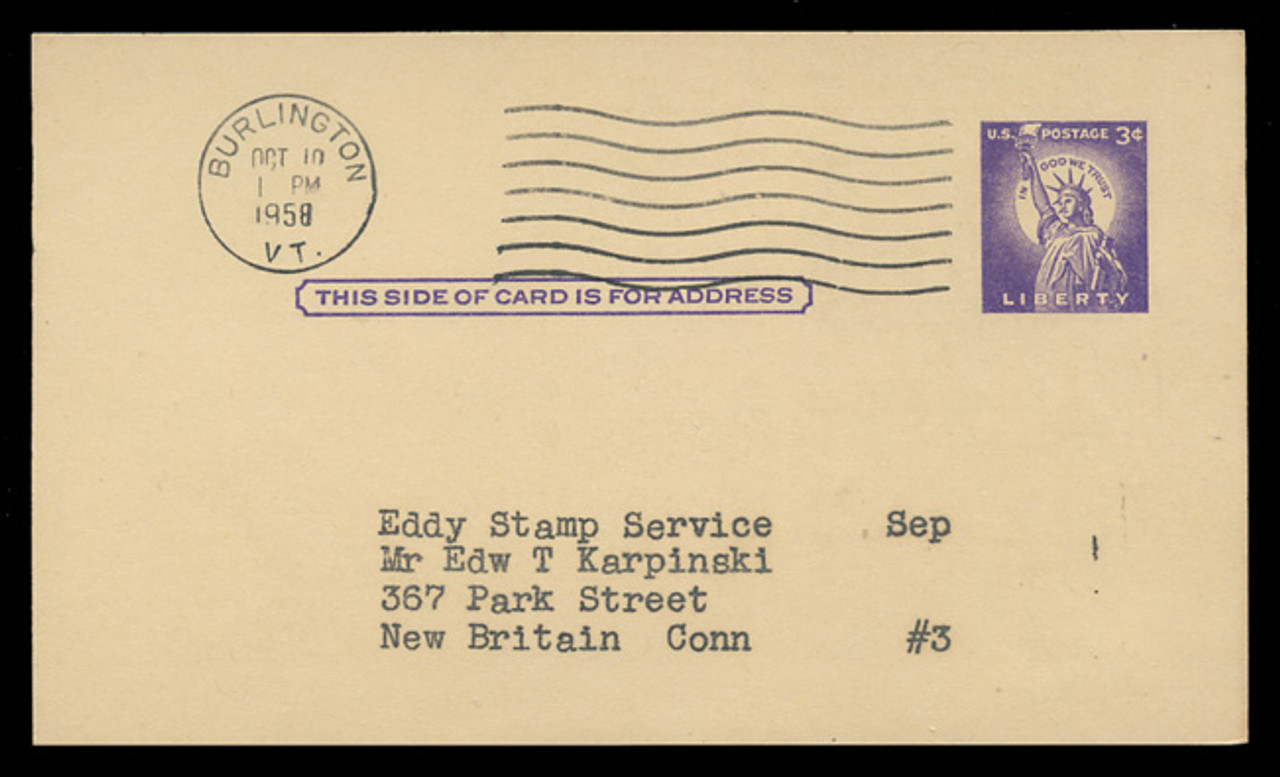 BURLINGTON
OCT 10
1 PM
1958
VT.
U.S. POSTAGE 3¢
IN GOD WE TRUST
LIBERTY
THIS SIDE OF CARD IS FOR ADDRESS
Eddy Stamp Service Sep
Mr Edw T Karpinski
367 Park Street
New Britain Conn #3